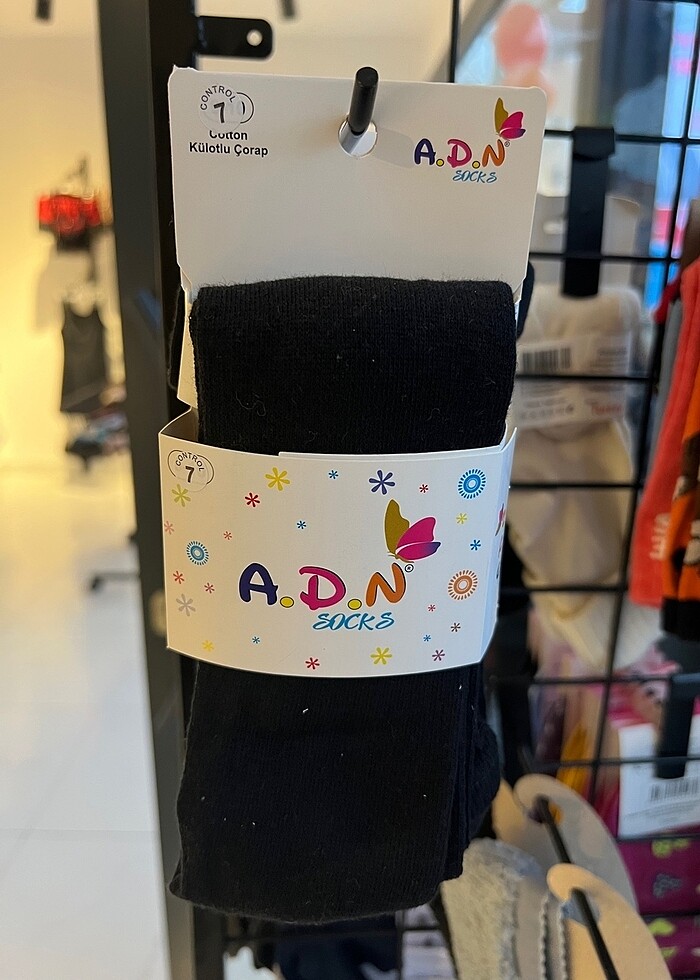 CONTROL
7
Cotton
Külotlu Çorap
A.D.N®
SOCKS
CONTROL
7
A.D.N®
SOCKS